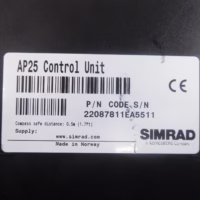 AP25 Control Unit
CE
P/N CODE.S/N
22087811EA5511
Compass safe distance: 0.5m (1.7ft)
Supply:
www.simrad.com
Made in Norway
SIMRAD